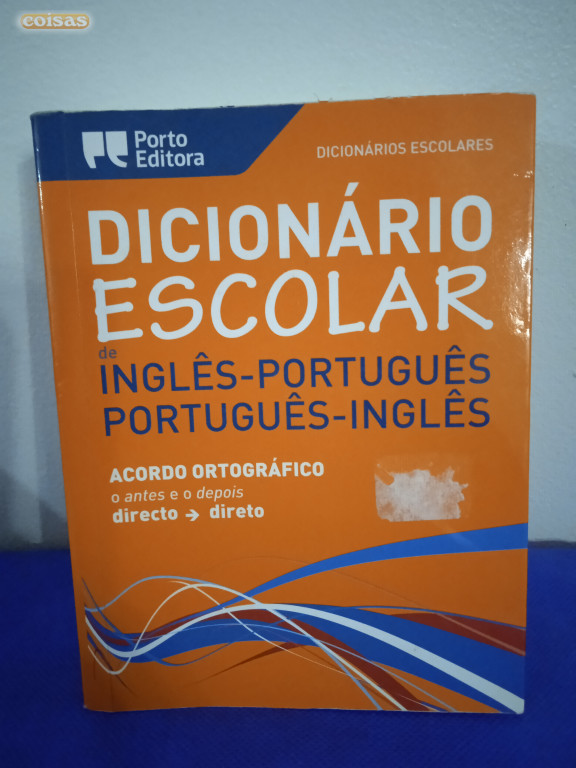 coisas
Porto
Editora
DICIONÁRIOS ESCOLARES
DICIONÁRIO
ESCOLAR
de
INGLÊS-PORTUGUÊS
PORTUGUÊS-INGLÊS
ACORDO ORTOGRÁFICO
o antes e o depois
directo → direto